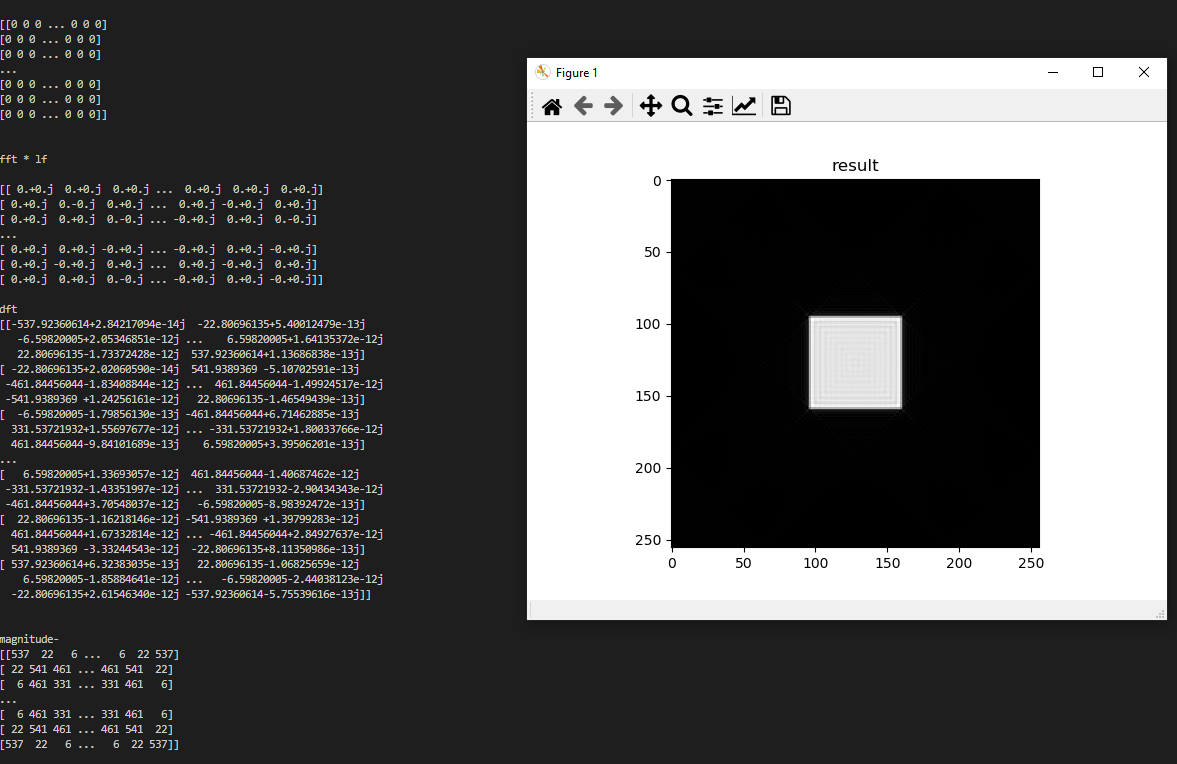 [[0 0 0 ... 0 0 0]
[0 0 0 ... 0 0 0]
[0 0 0 ... 0 0 0]
...
[0 0 0 ... 0 0 0]
[0 0 0 ... 0 0 0]
[0 0 0 ... 0 0 0]]
fft * lf
[[ 0.+0.j  0.+0.j  0.+0.j ...  0.+0.j  0.+0.j  0.+0.j]
[ 0.+0.j  0.-0.j  0.+0.j ...  0.+0.j -0.+0.j  0.+0.j]
[ 0.+0.j  0.+0.j  0.-0.j ... -0.+0.j  0.+0.j  0.-0.j]
...
[ 0.+0.j  0.+0.j -0.+0.j ... -0.+0.j  0.+0.j -0.+0.j]
[ 0.+0.j -0.+0.j  0.+0.j ...  0.+0.j -0.+0.j  0.+0.j]
[ 0.+0.j  0.+0.j  0.-0.j ... -0.+0.j  0.+0.j -0.+0.j]]
dft
[[-537.92360614+2.84217094e-14j  -22.80696135+5.40012479e-13j
-6.59820005+2.05346851e-12j ...    6.59820005+1.64135372e-12j
22.80696135-1.73372428e-12j  537.92360614+1.13686838e-13j]
[ -22.80696135+2.02060590e-14j  541.9389369 -5.10702591e-13j
-461.84456044-1.83408844e-12j ...  461.84456044-1.49924517e-12j
-541.9389369 +1.24256161e-12j   22.80696135-1.46549439e-13j]
[  -6.59820005-1.79856130e-13j -461.84456044+6.71462885e-13j
331.53721932+1.55697677e-12j ... -331.53721932+1.80033766e-12j
461.84456044-9.84101689e-13j    6.59820005+3.39506201e-13j]
...
[   6.59820005+1.33693057e-12j  461.84456044-1.40687462e-12j
-331.53721932-1.43351997e-12j ...  331.53721932-2.90434343e-12j
-461.84456044+3.70548037e-12j   -6.59820005-8.98392472e-13j]
[  22.80696135-1.16218146e-12j -541.9389369 +1.39799283e-12j
461.84456044+1.67332814e-12j ... -461.84456044+2.84927637e-12j
541.9389369 -3.33244543e-12j  -22.80696135+8.11350986e-13j]
[ 537.92360614+6.32383035e-13j   22.80696135-1.06825659e-12j
6.59820005-1.85884641e-12j ...   -6.59820005-2.44038123e-12j
-22.80696135+2.61546340e-12j -537.92360614-5.75539616e-13j]]
magnitude-
[[537  22   6 ...   6  22 537]
[ 22 541 461 ... 461 541  22]
[  6 461 331 ... 331 461   6]
...
[  6 461 331 ... 331 461   6]
[ 22 541 461 ... 461 541  22]
[537  22   6 ...   6  22 537]]
Figure 1
result
0
50
100
150
200
250
0 50 100 150 200 250